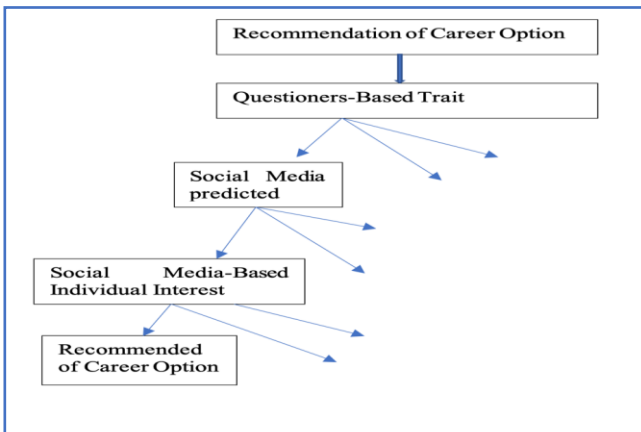 Recommendation of Career Option
Questioners-Based Trait
Social Media
predicted
Social Media-Based
Individual Interest
Recommended
of Career Option